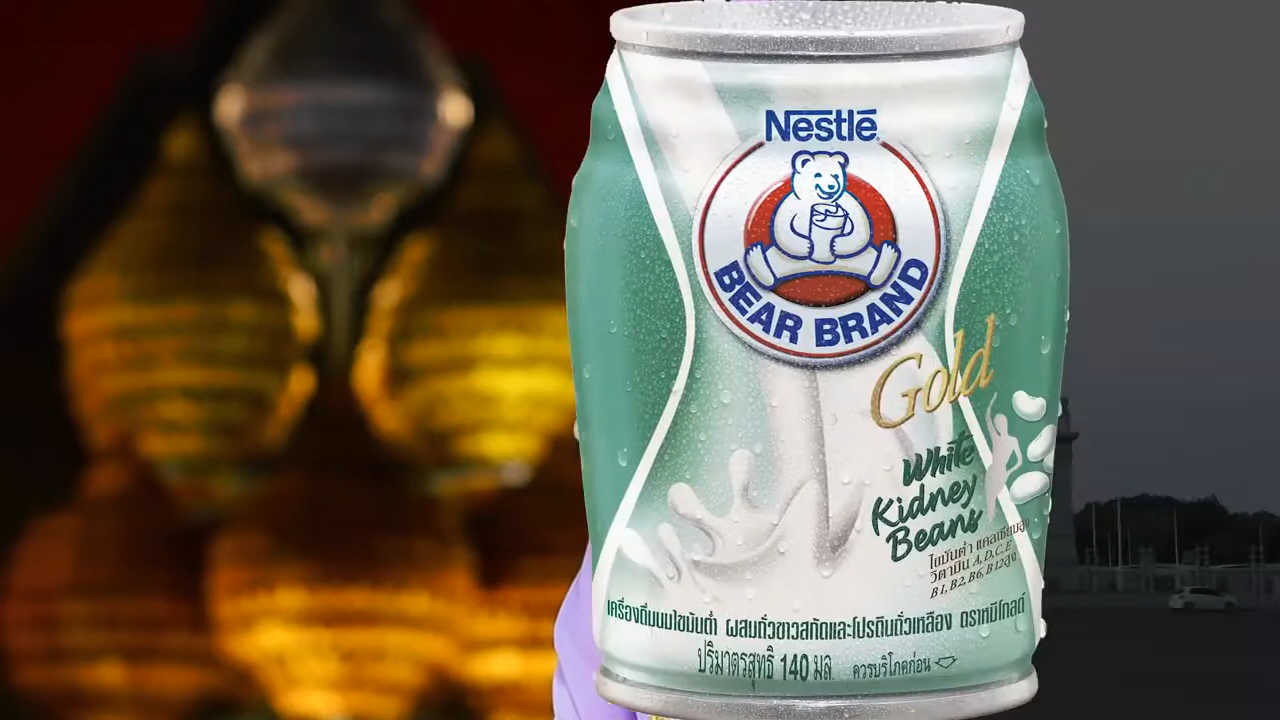 Nestlé
BEAR BRAND
Gold
White
Kidney
Beans
ไขมันต่ำ แคลเซียมสูง
วิตามิน A, D, C, E,
B1, B2, B6, B12สูง
เครื่องดื่มนมไขมันต่ำ ผสมถั่วขาวสกัดและโปรตีนถั่วเหลือง ตราหมีโกลด์
ปริมาตรสุทธิ 140 มล. ควรบริโภคก่อน